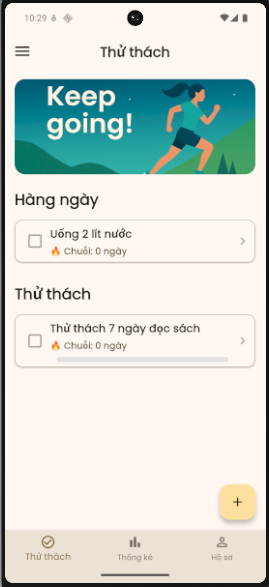 10:29
Thử thách
Keep
going!
Hàng ngày
Uống 2 lít nước
🔥 Chuỗi: 0 ngày
Thử thách
Thử thách 7 ngày đọc sách
🔥 Chuỗi: 0 ngày
+
Thử thách
Thống kê
Hồ sơ